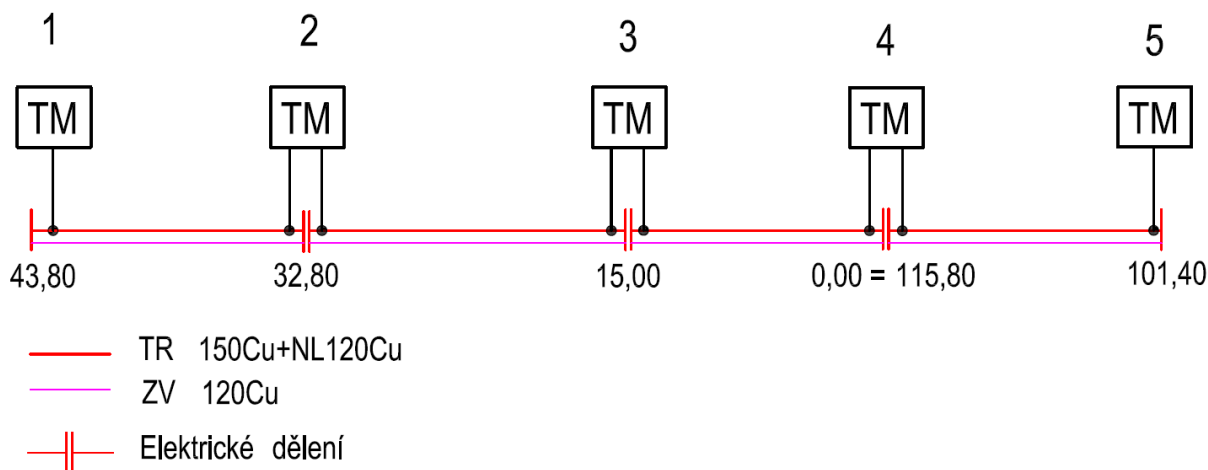 1 2 3 4 5
TM TM TM TM TM
43,80 32,80 15,00 0,00 = 115,80 101,40
TR 150Cu+NL120Cu
ZV 120Cu
Elektrické dělení